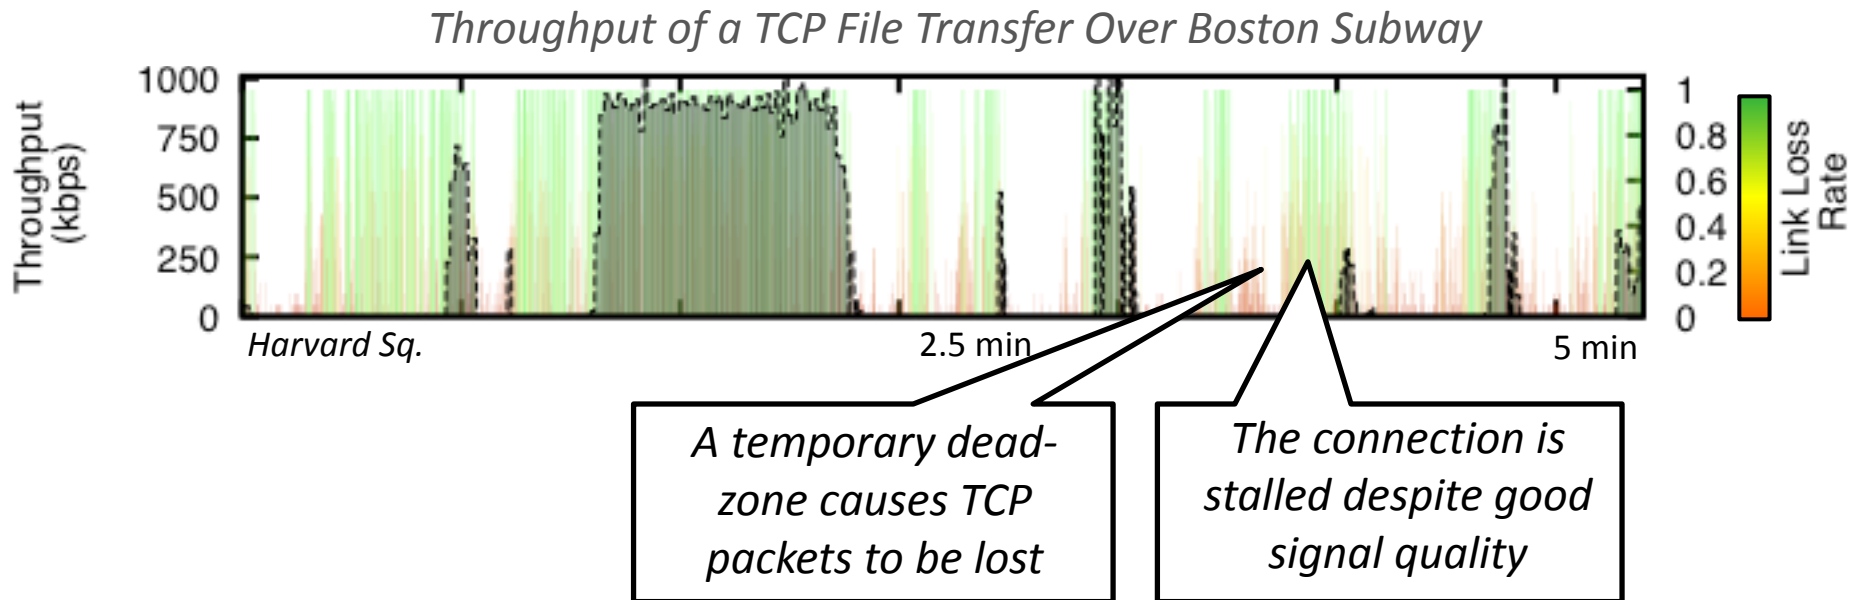 Throughput of a TCP File Transfer Over Boston Subway
Throughput
(kbps)
1000
750
500
250
0
1
0.8
0.6
0.4
0.2
0
Link Loss
Rate
Harvard Sq.
2.5 min
5 min
A temporary dead-
zone causes TCP
packets to be lost
The connection is
stalled despite good
signal quality